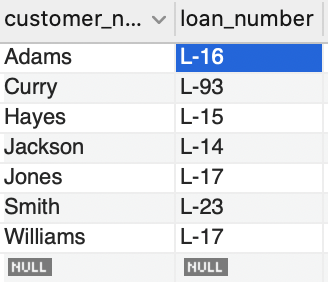 customer_n... loan_number
Adams L-16
Curry L-93
Hayes L-15
Jackson L-14
Jones L-17
Smith L-23
Williams L-17
NULL NULL